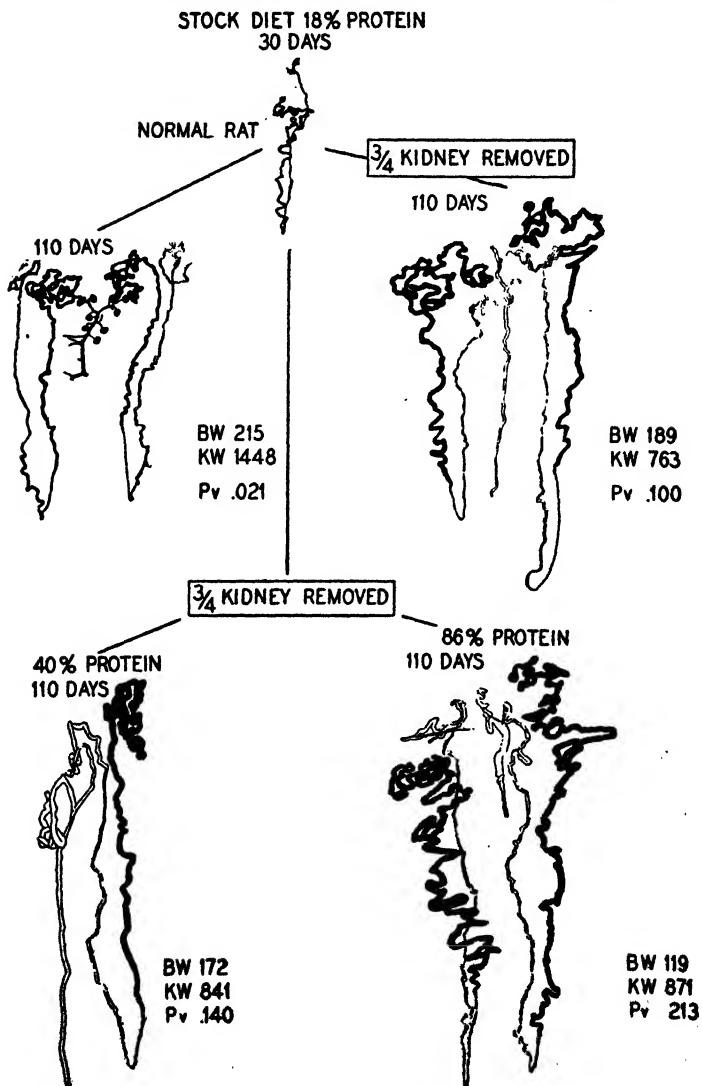 STOCK DIET 18% PROTEIN
30 DAYS
NORMAL RAT
3/4 KIDNEY REMOVED
110 DAYS
110 DAYS
BW 215
KW 1448
Pv .021
BW 189
KW 763
Pv .100
3/4 KIDNEY REMOVED
40% PROTEIN
110 DAYS
86% PROTEIN
110 DAYS
BW 172
KW 841
Pv .140
BW 119
KW 871
Pv 213